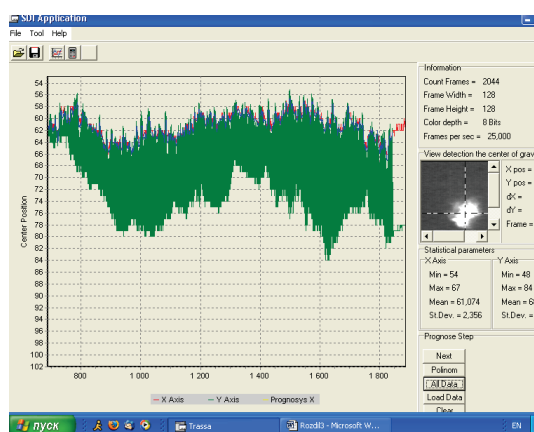 SDI Application
File Tool Help
Information
Count Frames = 2044
Frame Width = 128
Frame Height = 128
Color depth = 8 Bits
Frames per sec = 25,000
View detection the center of grav
X pos =
Y pos =
dX =
dY =
Frame =
Statistical parameters
X Axis
Min = 54
Max = 67
Mean = 61,074
St.Dev. = 2,356
Y Axis
Min = 48
Max = 84
Mean = 6
St.Dev. =
Prognose Step
Next
Polinom
All Data
Load Data
Clear
Center Position
54
56
58
60
62
64
66
68
70
72
74
76
78
80
82
84
86
88
90
92
94
96
98
100
102
800 1 000 1 200 1 400 1 600 1 800
X Axis Y Axis Prognosys X
пуск Trassa Rozdil3 - Microsoft W... EN